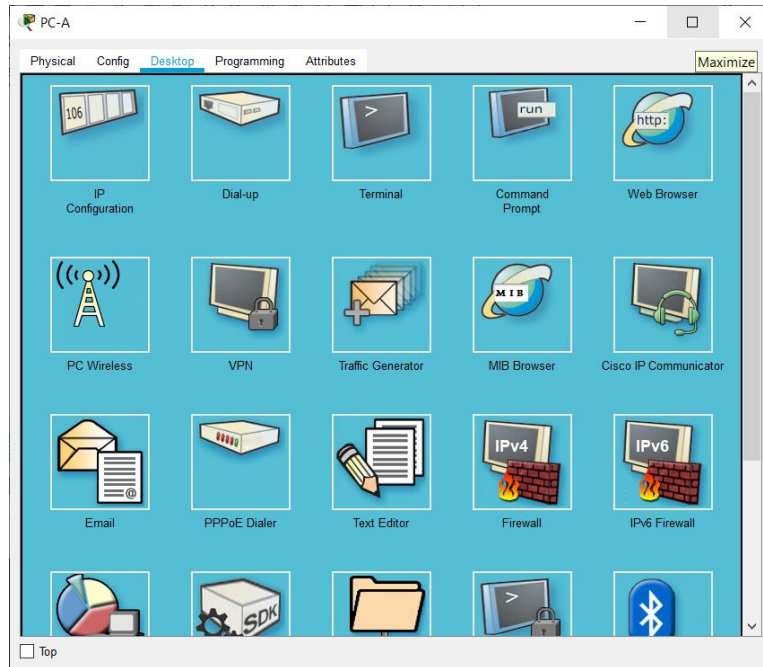 PC-A
Physical Config Desktop Programming Attributes
Maximize
106
>
run
http:
IP
Configuration
Dial-up
Terminal
Command
Prompt
Web Browser
MIB
PC Wireless
VPN
Traffic Generator
MIB Browser
Cisco IP Communicator
@
IPv4
IPv6
Email
PPPoE Dialer
Text Editor
Firewall
IPv6 Firewall
SDK
>
Top